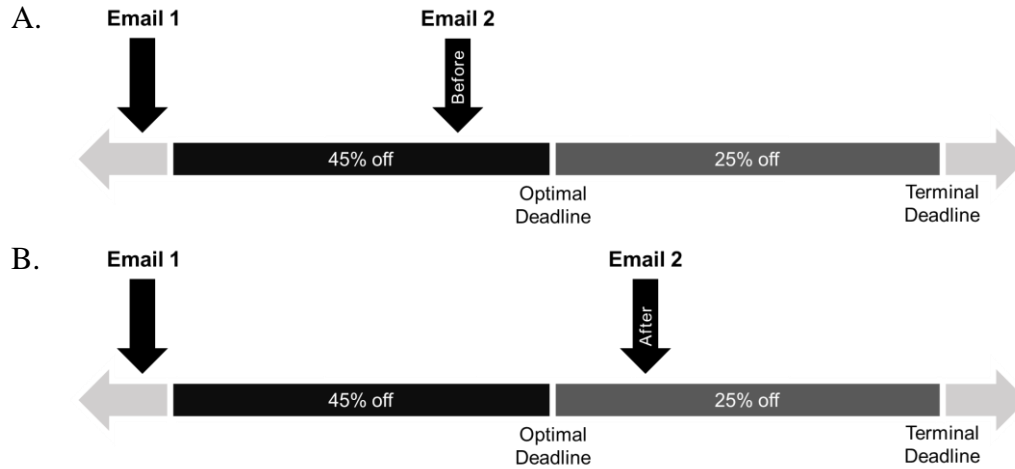 A.
Email 1
Email 2
Before
45% off
25% off
Optimal
Deadline
Terminal
Deadline
B.
Email 1
Email 2
After
45% off
25% off
Optimal
Deadline
Terminal
Deadline